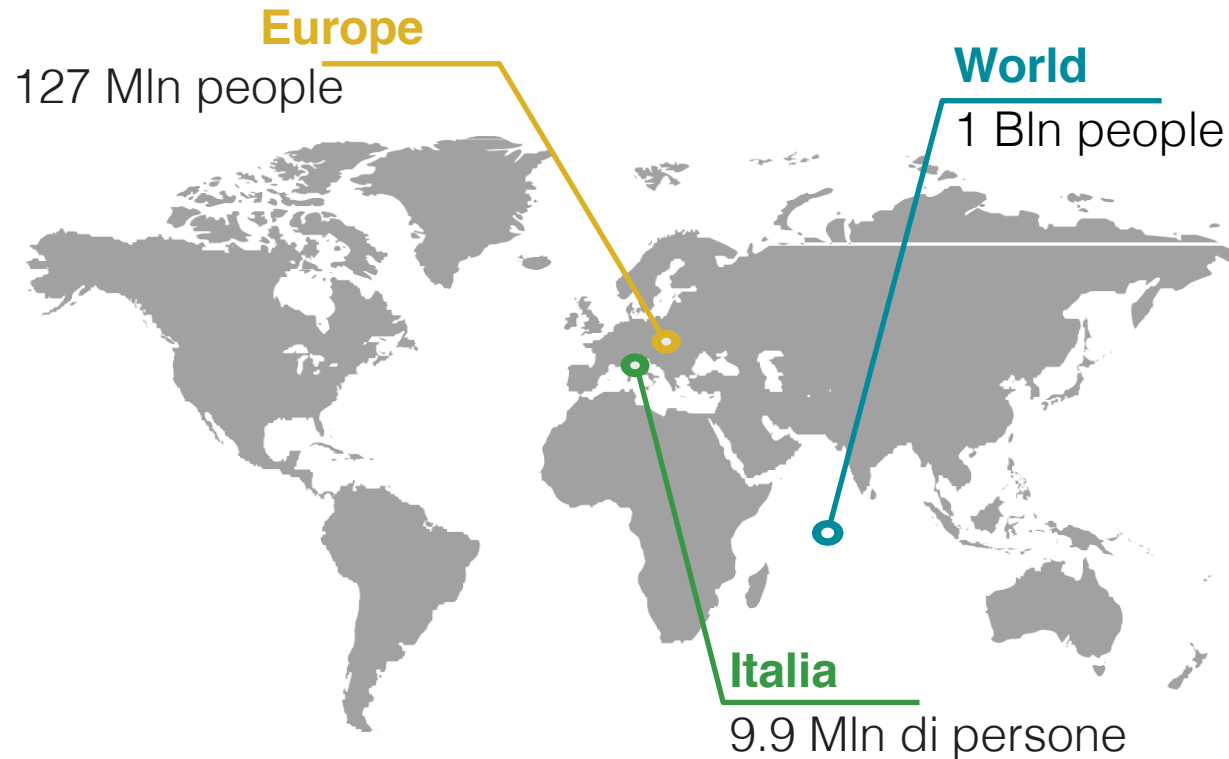 Europe
127 Mln people
World
1 Bln people
Italia
9.9 Mln di persone